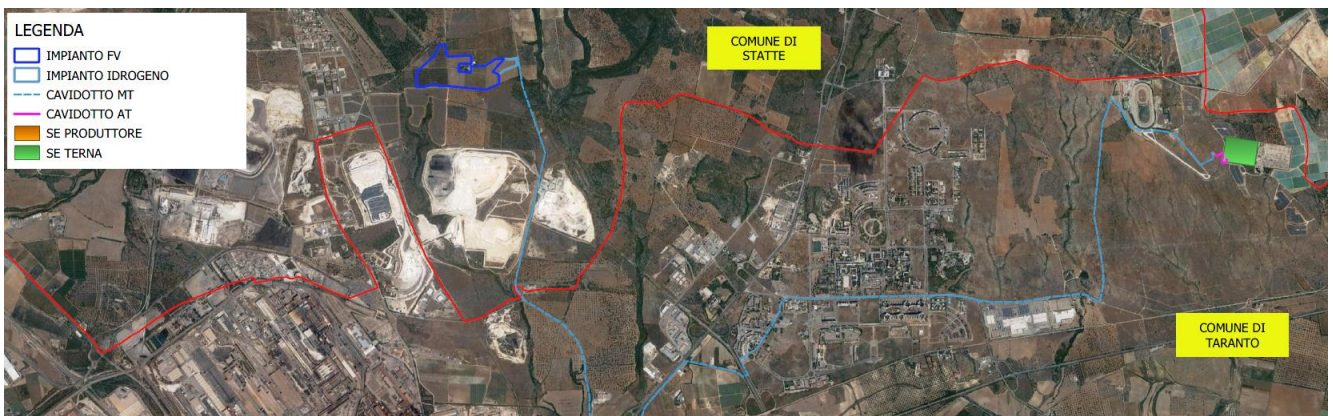 LEGENDA
IMPIANTO FV
IMPIANTO IDROGENO
CAVIDOTTO MT
CAVIDOTTO AT
SE PRODUTTORE
SE TERNA
COMUNE DI
STATTE
COMUNE DI
TARANTO